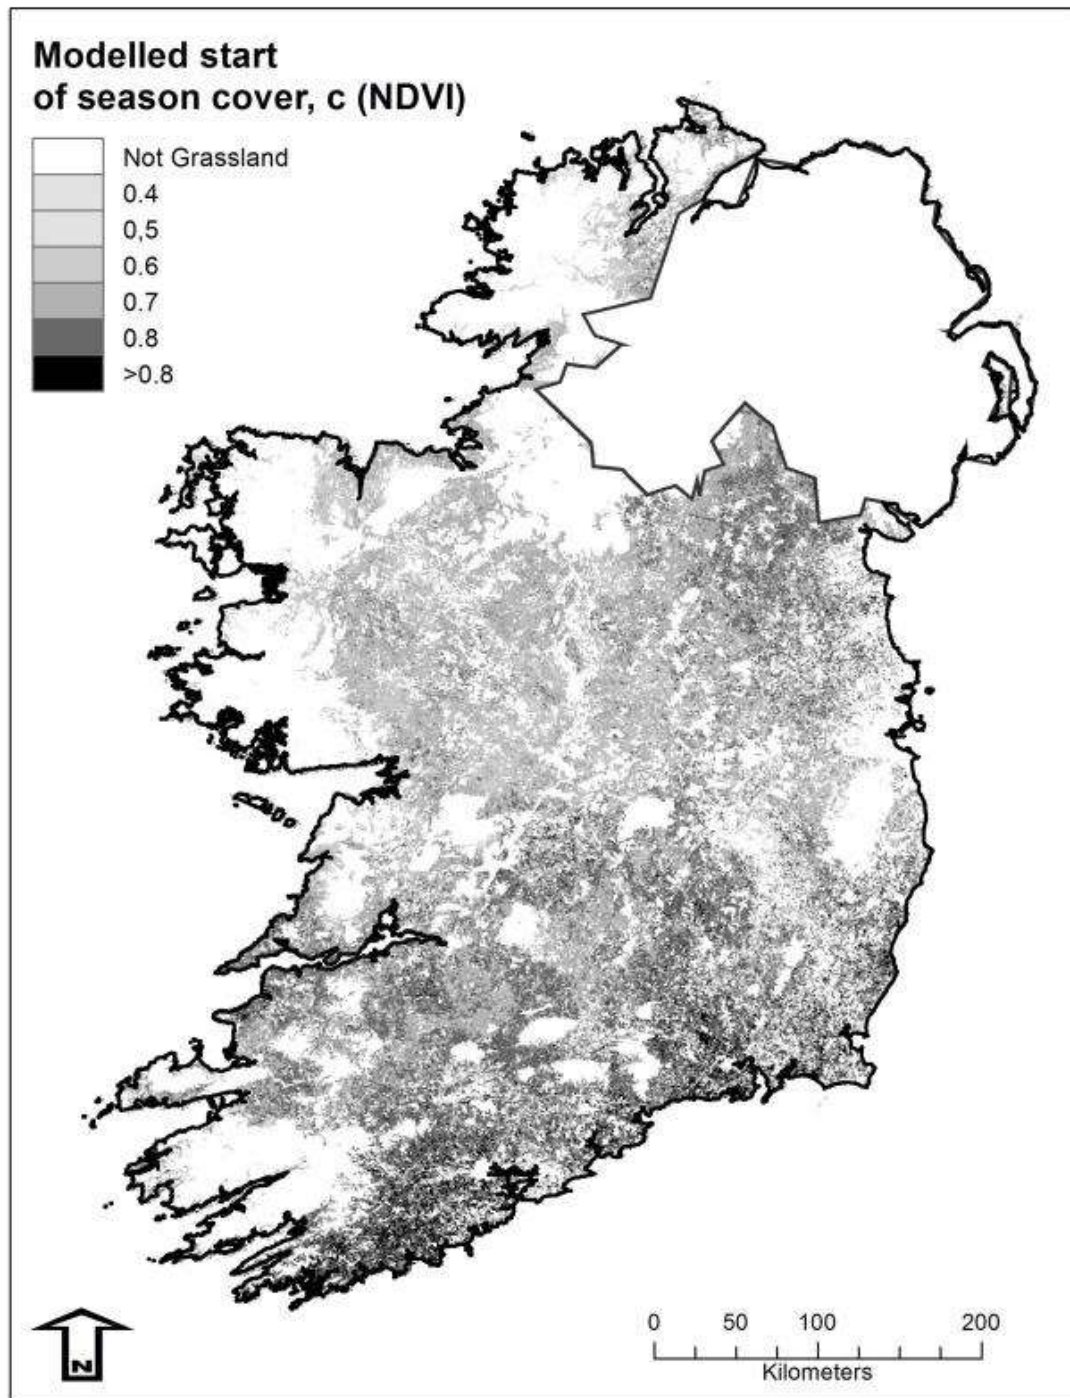 Modelled start
of season cover, c (NDVI)
Not Grassland
0.4
0,5
0.6
0.7
0.8
>0.8
N
0 50 100 200
Kilometers